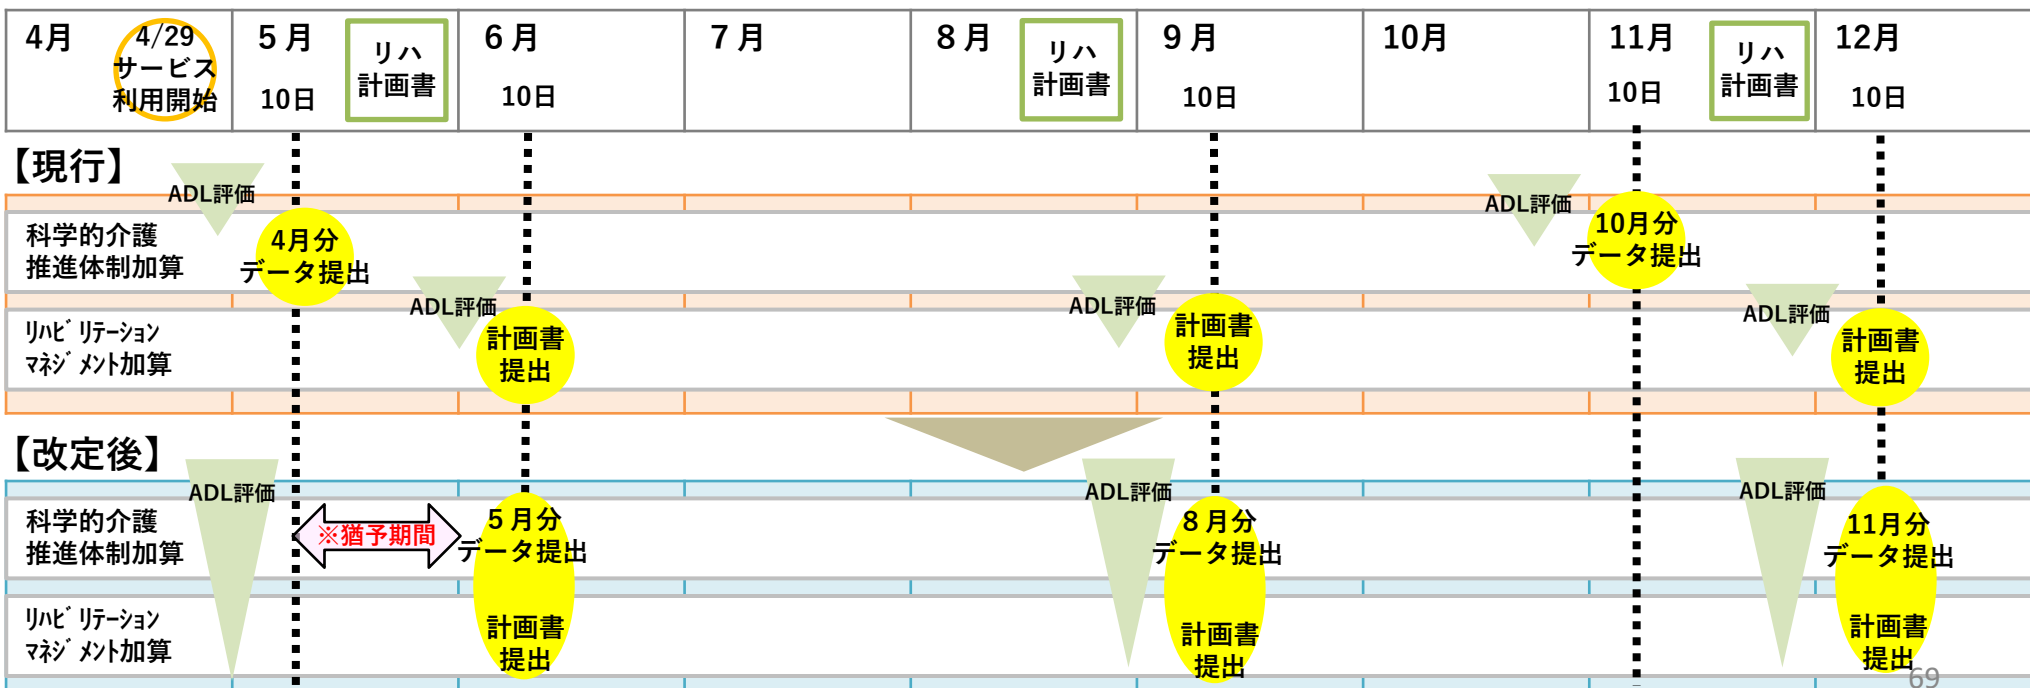 4月
4/29
サービス
利用開始
５月
10日
リハ
計画書
６月
10日
７月
８月
リハ
計画書
９月
10日
10月
11月
10日
リハ
計画書
12月
10日
【現行】
ADL評価
ADL評価
科学的介護
推進体制加算
4月分
データ提出
10月分
データ提出
ADL評価
ADL評価
ADL評価
ﾘﾊﾋﾞﾘﾃｰｼｮﾝ
ﾏﾈｼﾞﾒﾝﾄ加算
計画書
提出
計画書
提出
計画書
提出
【改定後】
ADL評価
ADL評価
ADL評価
科学的介護
推進体制加算
※猶予期間
５月分
データ提出
８月分
データ提出
11月分
データ提出
ﾘﾊﾋﾞﾘﾃｰｼｮﾝ
ﾏﾈｼﾞﾒﾝﾄ加算
計画書
提出
計画書
提出
計画書
提出
69